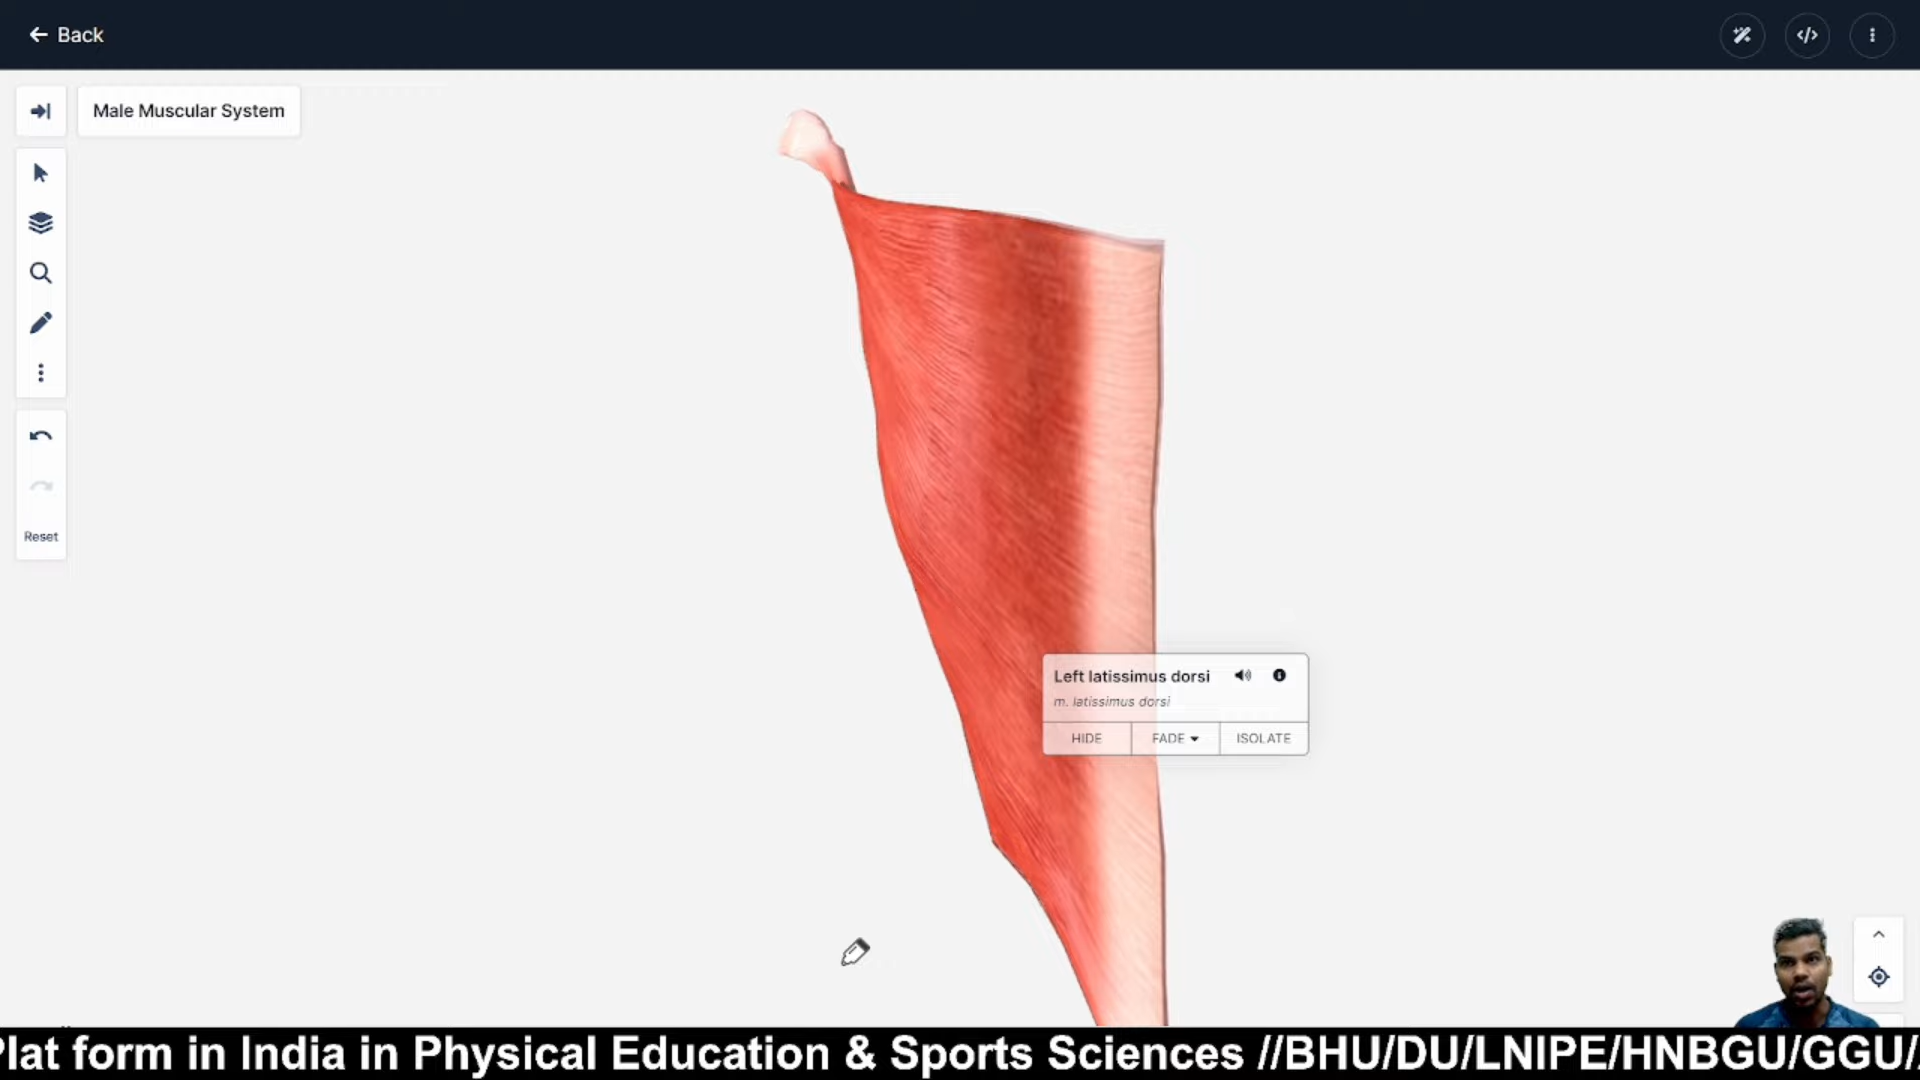 Back
Male Muscular System
Reset
Left latissimus dorsi
m. latissimus dorsi
HIDE FADE ISOLATE
Plat form in India in Physical Education & Sports Sciences //BHU/DU/LNIPE/HNBGU/GGU/